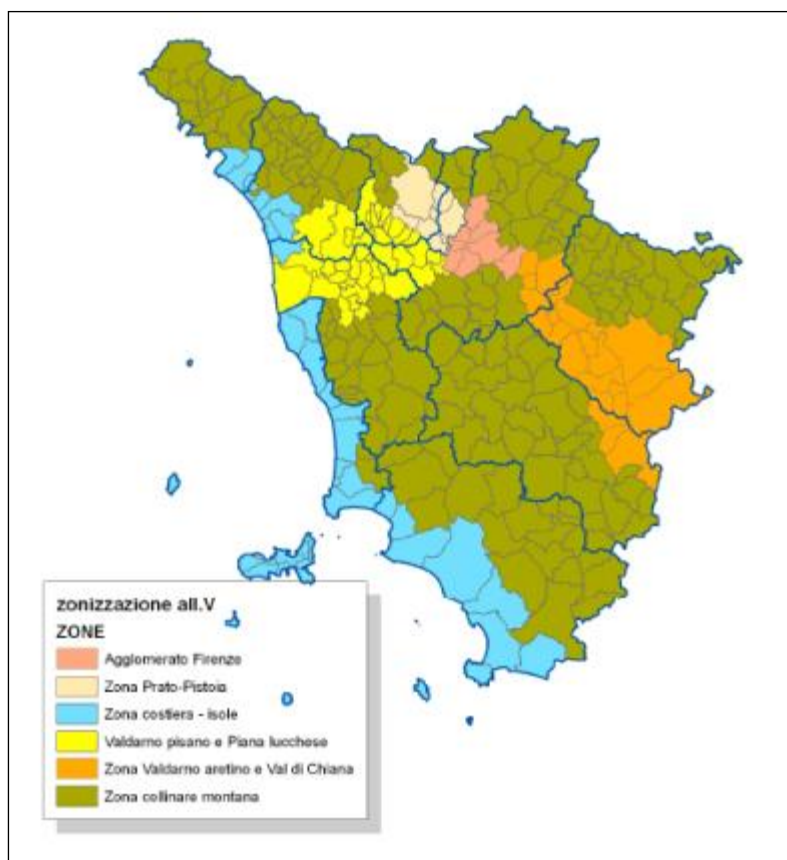 zonizzazione all.V
ZONE
Agglomerato Firenze
Zona Prato-Pistoia
Zona costiera - isole
Valdarno pisano e Piana lucchese
Zona Valdarno aretino e Val di Chiana
Zona collinare montana